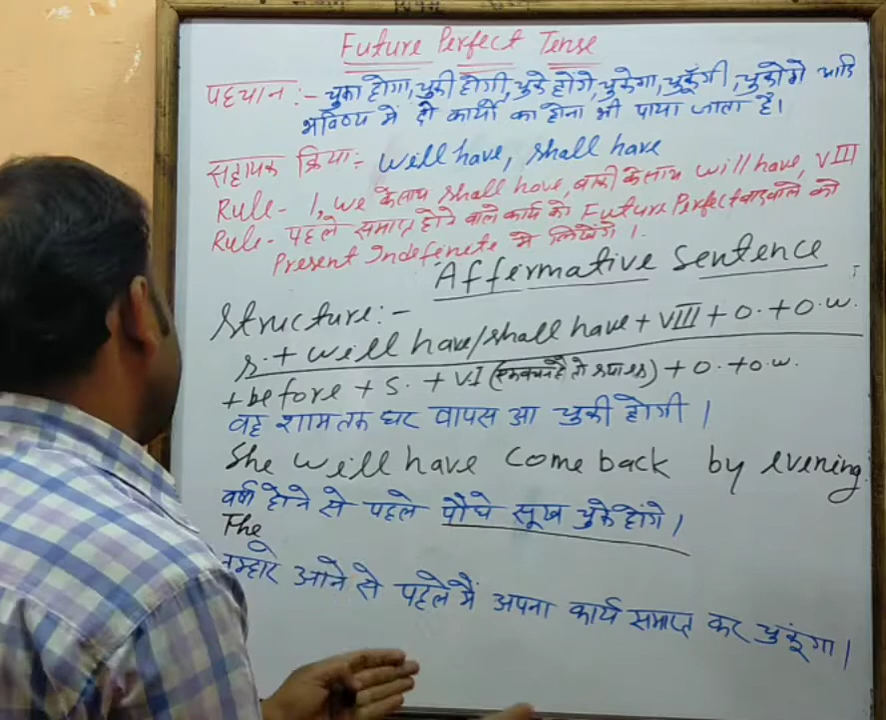 Future Perfect Tense
पहचान :- चुका होगा, चुकी होगी, चुके होंगे, चुकेगा, चुकूँगी, चुकोगे आदि
भविष्य में दो कार्यो का होना भी पाया जाता है।
सहायक क्रिया:- will have, shall have
Rule - I, we के साथ shall have, बाकी के साथ will have, VIII
Rule - पहले समाप्त होने वाले कार्य को Future Perfect बाद वाले को
Present Indefenete में लिखेंगे।
Affermative Sentence
Structure:-
S. + will have/shall have + VIII + O. + O.W.
+ before + S. + VI (एकवचन है तो s या es) + O. + O.W.
वह शाम तक घर वापस आ चुकी होगी।
She will have come back by evening.
वर्षा होने से पहले पौधे सूख चुके होंगे।
The
तुम्हारे आने से पहले मैं अपना कार्य समाप्त कर चुकूंगा।